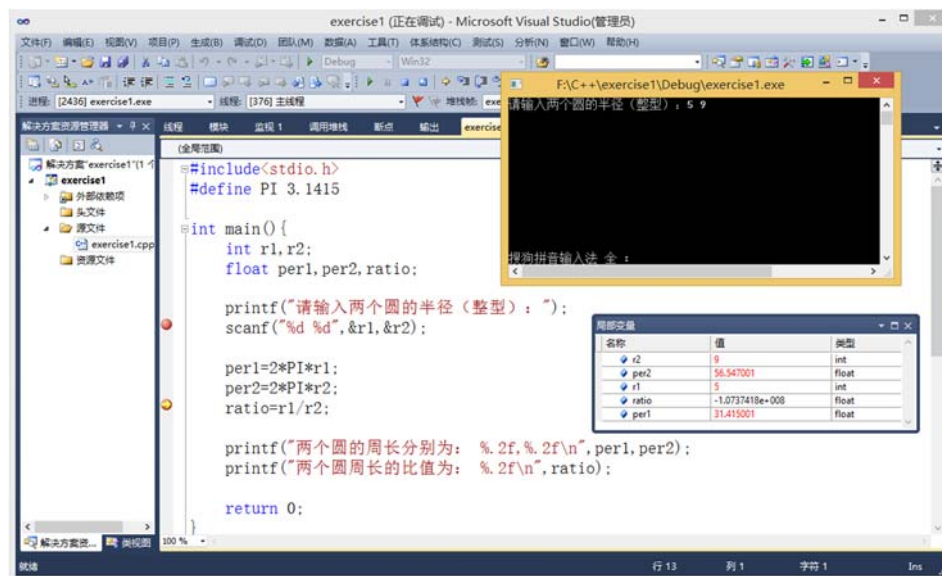 exercise1 (正在调试) - Microsoft Visual Studio(管理员)
文件(F) 编辑(E) 视图(V) 项目(P) 生成(B) 调试(D) 团队(M) 数据(A) 工具(T) 体系结构(C) 测试(S) 分析(N) 窗口(W) 帮助(H)
Debug Win32
进程: [2436] exercise1.exe 线程: [376] 主线程 堆栈帧: exe
F:\C++\exercise1\Debug\exercise1.exe
请输入两个圆的半径（整型）: 5 9
搜狗拼音输入法 全 :
解决方案资源管理器
解决方案"exercise1"(1 个
exercise1
外部依赖项
头文件
源文件
exercise1.cpp
资源文件
解决方案资... 类视图
线程 模块 监视 1 调用堆栈 断点 输出 exercise
(全局范围)
#include<stdio.h>
#define PI 3.1415
int main(){
int r1,r2;
float per1,per2,ratio;
printf("请输入两个圆的半径（整型）: ");
scanf("%d %d",&r1,&r2);
per1=2*PI*r1;
per2=2*PI*r2;
ratio=r1/r2;
printf("两个圆的周长分别为: %.2f,%.2f\n",per1,per2);
printf("两个圆周长的比值为: %.2f\n",ratio);
return 0;
}
局部变量
名称 值 类型
r2 9 int
per2 56.547001 float
r1 5 int
ratio -1.0737418e+008 float
per1 31.415001 float
100 %
就绪 行 13 列 1 字符 1 Ins